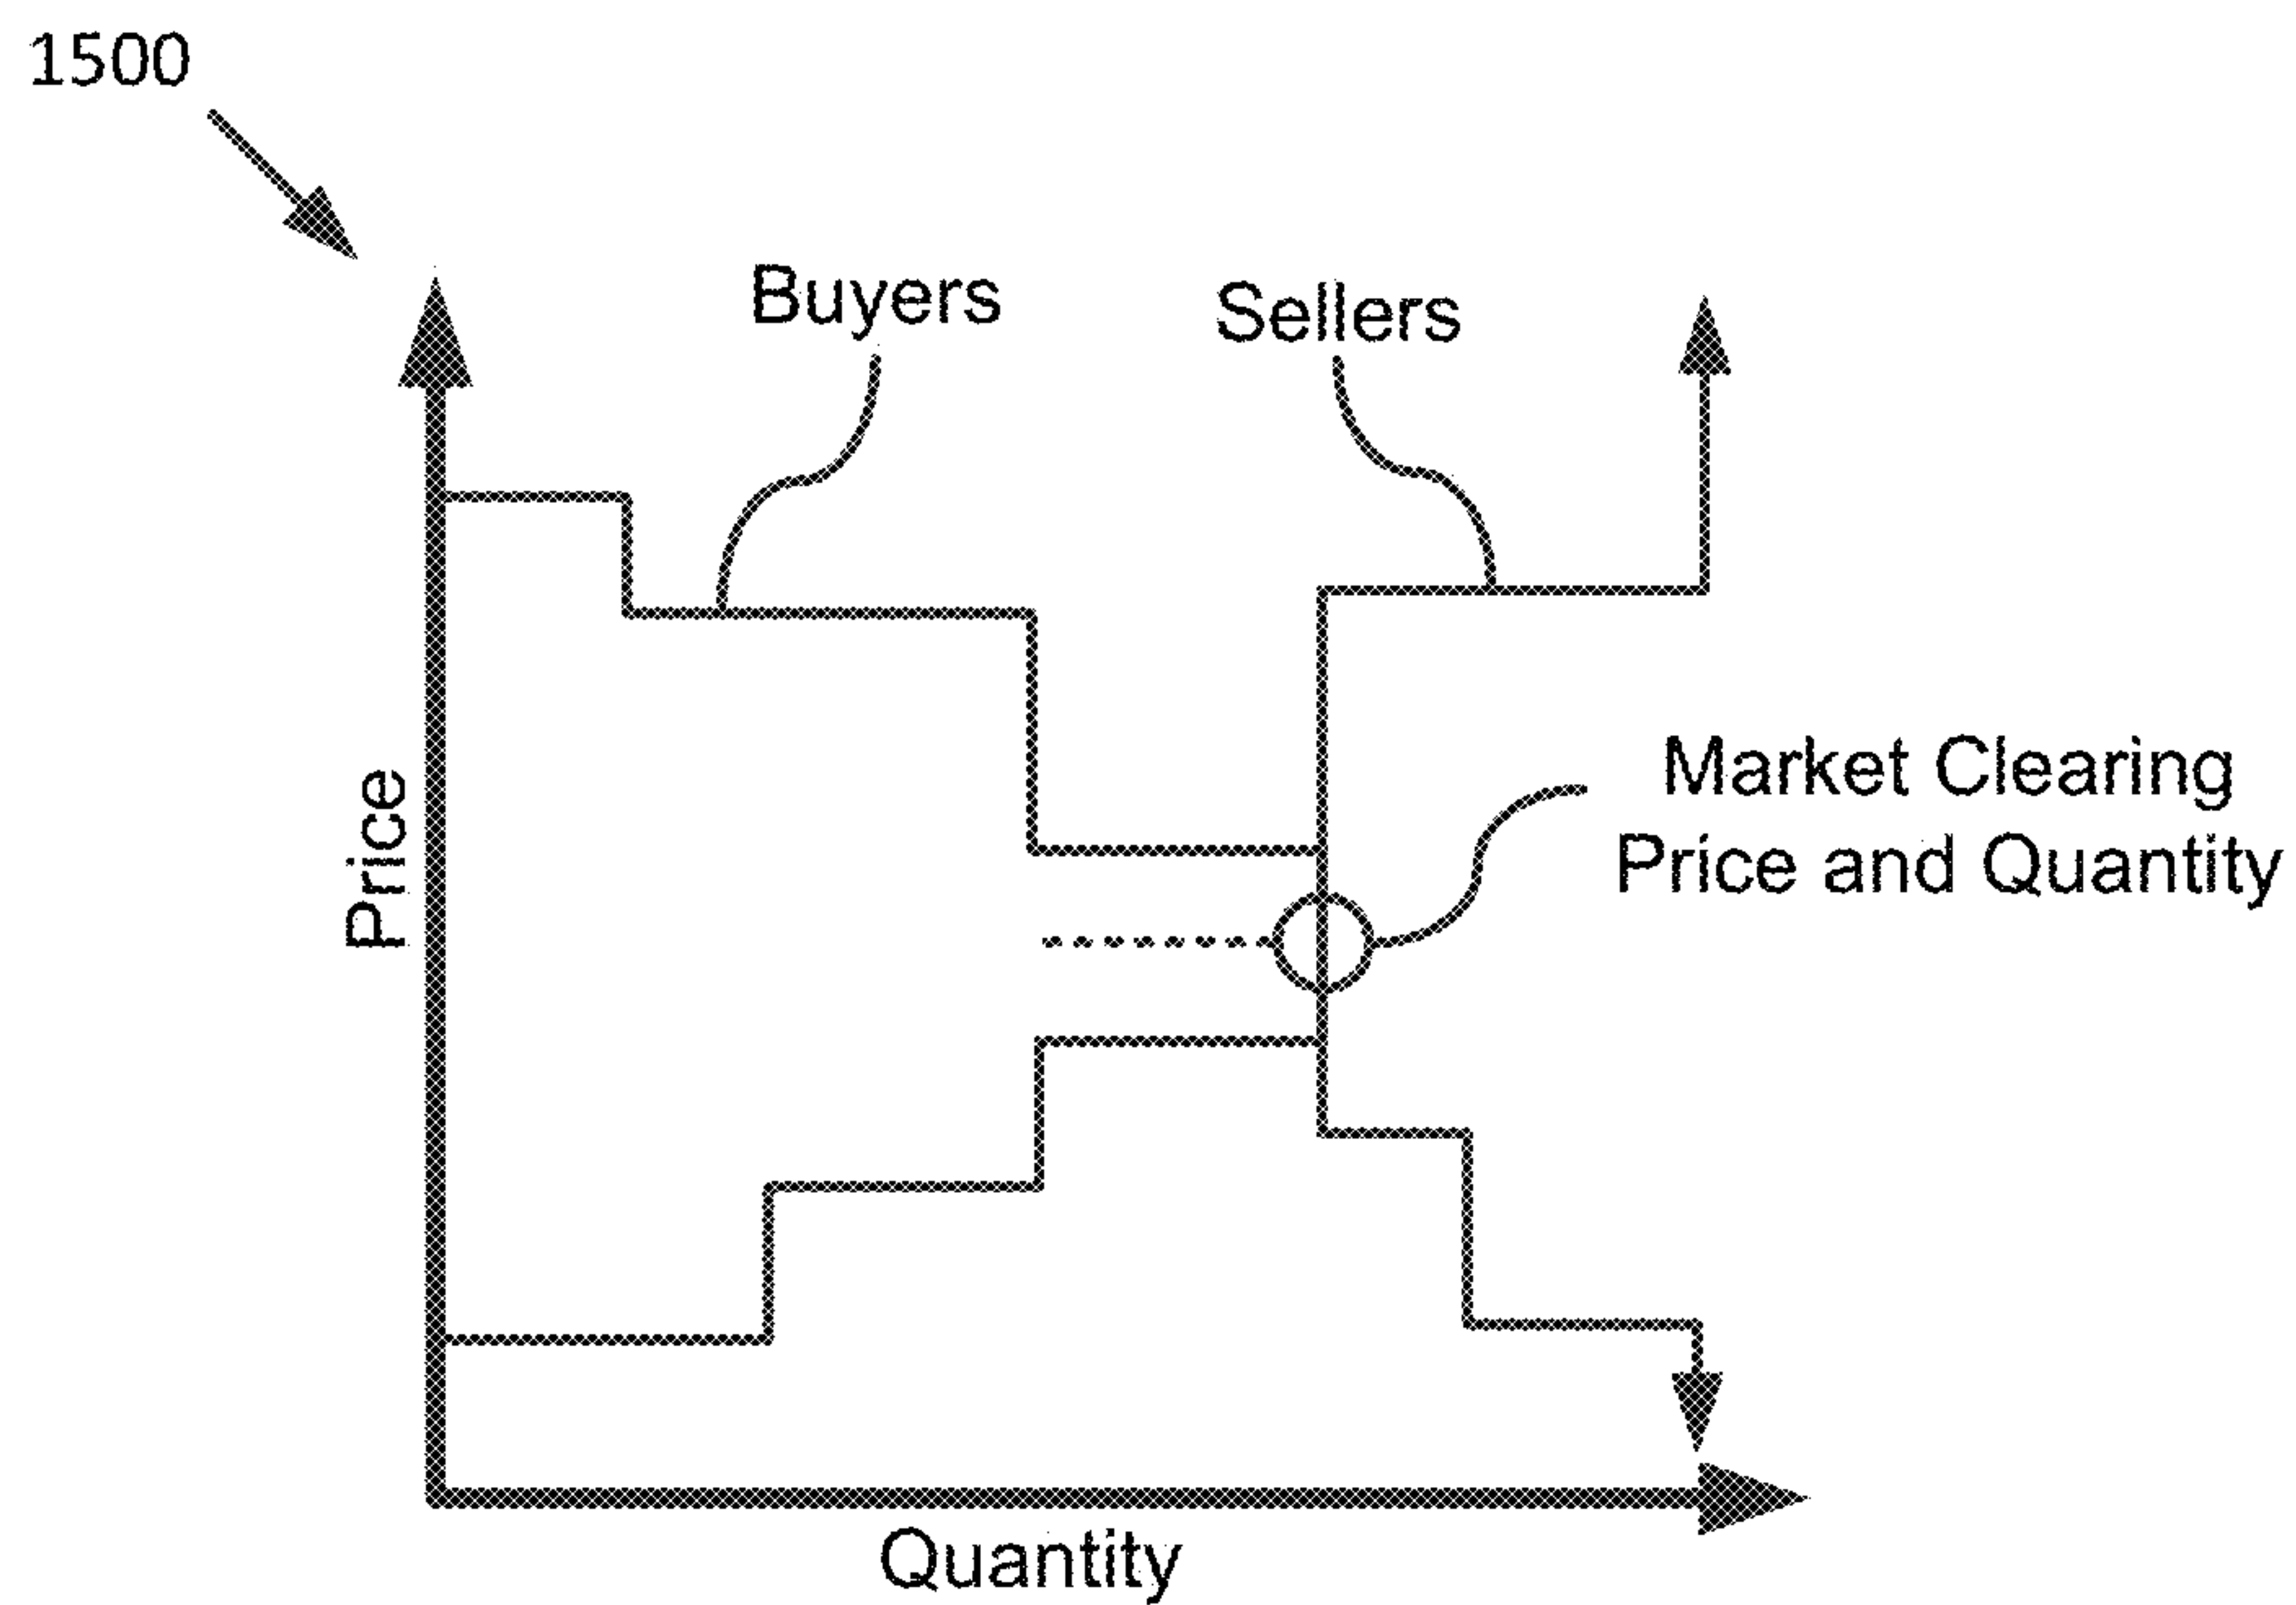 1500
Buyers
Sellers
Market Clearing
Price and Quantity
Price
Quantity